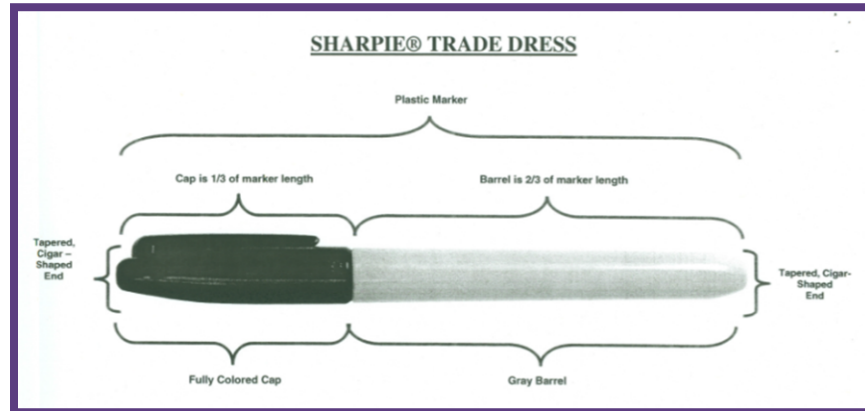 SHARPIE® TRADE DRESS
Plastic Marker
Cap is 1/3 of marker length
Barrel is 2/3 of marker length
Tapered,
Cigar –
Shaped
End
Tapered, Cigar-
Shaped
End
Fully Colored Cap
Gray Barrel